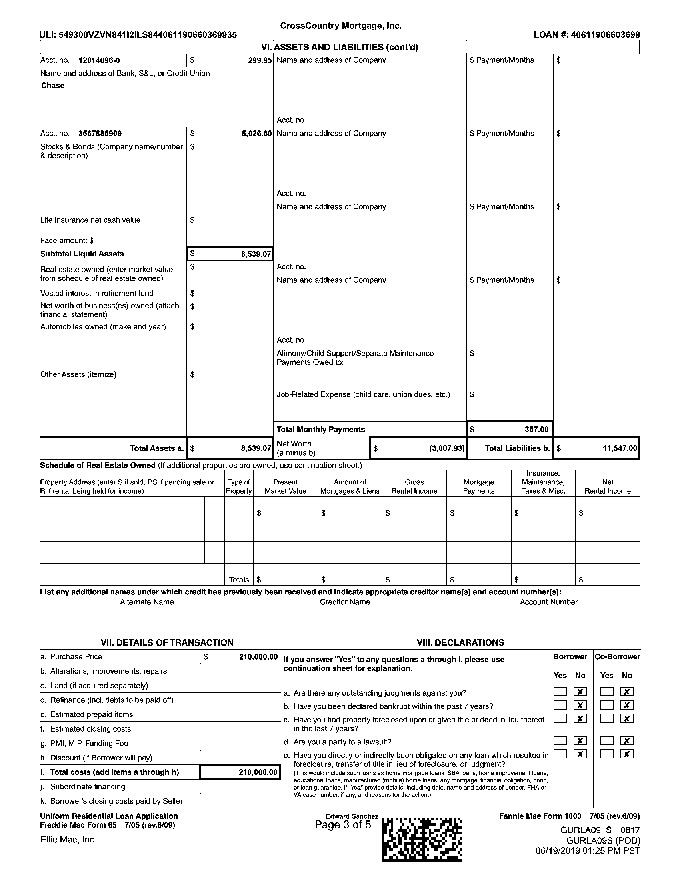 CrossCountry Mortgage, Inc.
LOAN #: 40611906603699
VI. ASSETS AND LIABILITIES (cont'd)
Acct. no. 12014096-0 $ 299.95 Name and address of Company $ Payment/Months $
Name and address of Bank, S&L, or Credit Union
Chase
Acct. no.
Acct. no. $ Name and address of Company $ Payment/Months $
Stocks & Bonds (Company name/number $
& description)
Acct. no.
Name and address of Company $ Payment/Months $
Life insurance net cash value $
Face amount: $
Subtotal Liquid Assets $ 8,539.07
Real estate owned (enter market value $ Acct. no.
from schedule of real estate owned) Name and address of Company $ Payment/Months $
Vested interest in retirement fund $
Net worth of business(es) owned (attach $
financial statement)
Automobiles owned (make and year) $
Acct. no.
Alimony/Child Support/Separate Maintenance $
Payments Owed to:
Other Assets (itemize) $
Job-Related Expense (child care, union dues, etc.) $
Total Monthly Payments $ 367.00
Total Assets a. $ 8,539.07 Net Worth (a minus b) $ (3,007.93) Total Liabilities b. $ 11,547.00
Schedule of Real Estate Owned (If additional properties are owned, use continuation sheet.)
Property Address (enter S if sold, PS if pending sale or R if rental being held for income) Type of Property Present Market Value Amount of Mortgages & Liens Gross Rental Income Mortgage Payments Insurance, Maintenance, Taxes & Misc. Net Rental Income
$ $ $ $ $ $
Totals $ $ $ $ $ $
List any additional names under which credit has previously been received and indicate appropriate creditor name(s) and account number(s):
Alternate Name Creditor Name Account Number
VII. DETAILS OF TRANSACTION
a. Purchase Price $ 210,000.00
b. Alterations, improvements, repairs
c. Land (if acquired separately)
d. Refinance (incl. debts to be paid off)
e. Estimated prepaid items
f. Estimated closing costs
g. PMI, MIP, Funding Fee
h. Discount (if Borrower will pay)
i. Total costs (add items a through h) 210,000.00
j. Subordinate financing
k. Borrower's closing costs paid by Seller
VIII. DECLARATIONS
If you answer "Yes" to any questions a through i, please use
continuation sheet for explanation.
Borrower Co-Borrower
Yes No Yes No
a. Are there any outstanding judgments against you? X X
b. Have you been declared bankrupt within the past 7 years? X X
c. Have you had property foreclosed upon or given title or deed in lieu thereof X X
in the last 7 years?
d. Are you a party to a lawsuit? X X
e. Have you directly or indirectly been obligated on any loan which resulted in X X
foreclosure, transfer of title in lieu of foreclosure, or judgment?
(This would include such loans as home mortgage loans, SBA loans, home improvement loans,
educational loans, manufactured (mobile) home loans, any mortgage, financial obligation, bond,
or loan guarantee. If "Yes," provide details, including date, name and address of Lender, FHA or
VA case number, if any, and reasons for the action.)
Uniform Residential Loan Application
Freddie Mac Form 65 7/05 (rev.6/09)
Ellie Mae, Inc.
Edward Sanchez
Page 3 of 5
Fannie Mae Form 1003 7/05 (rev.6/09)
GURLA09_S 0817
GURLA09S (POD)
06/19/2019 01:25 PM PST